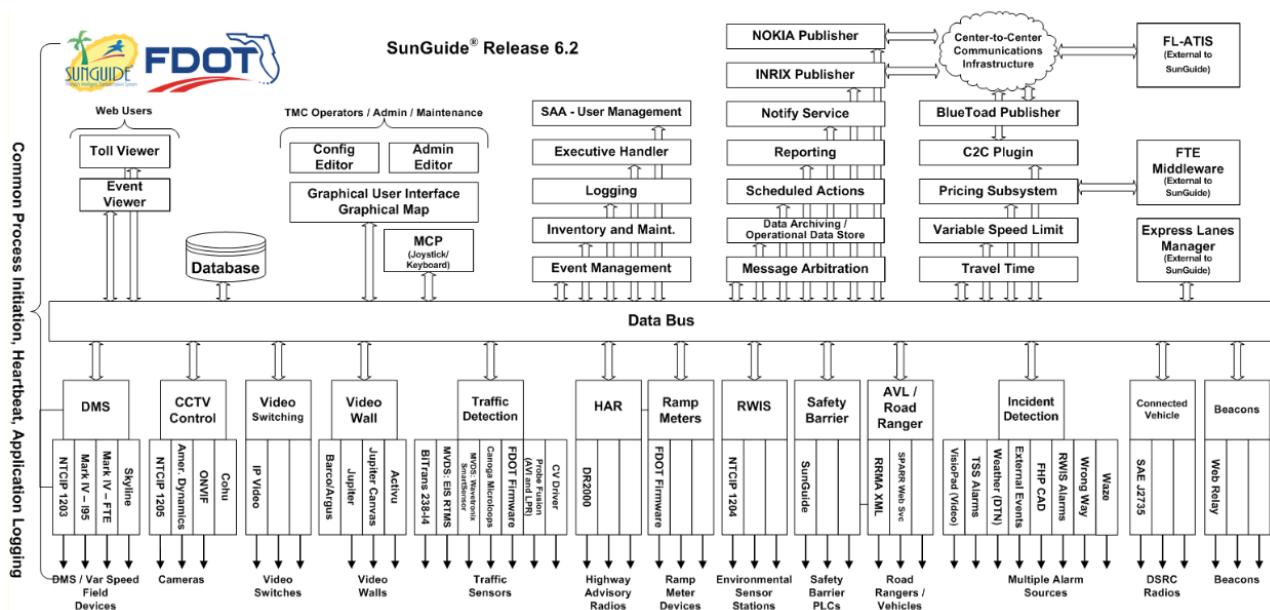 SunGuide® Release 6.2
SUNGUIDE
FDOT
Common Process Initiation, Heartbeat, Application Logging
Web Users
Toll Viewer
Event
Viewer
Database
TMC Operators / Admin / Maintenance
Config
Editor
Admin
Editor
Graphical User Interface
Graphical Map
MCP
(Joystick/
Keyboard)
SAA - User Management
Executive Handler
Logging
Inventory and Maint.
Event Management
NOKIA Publisher
INRIX Publisher
Notify Service
Reporting
Scheduled Actions
Data Archiving /
Operational Data Store
Message Arbitration
Center-to-Center
Communications
Infrastructure
BlueToad Publisher
C2C Plugin
Pricing Subsystem
Variable Speed Limit
Travel Time
FL-ATIS
(External to
SunGuide)
FTE
Middleware
(External to
SunGuide)
Express Lanes
Manager
(External to
SunGuide)
Data Bus
DMS
NTCIP 1203
Mark IV – I95
Mark IV – FTE
Skyline
DMS / Var Speed
Field
Devices
CCTV
Control
NTCIP 1205
Amer. Dynamics
ONVIF
Cohu
Cameras
Video
Switching
IP Video
Video
Switches
Video
Wall
Barco/Argus
Jupiter
Jupiter Canvas
Activu
Video
Walls
Traffic
Detection
BiTrans 238-I4
MVDS: EIS RTMS
MVDS: Wavetronix
SmartSensor
Canoga Microloops
FDOT Firmware
Probe Fusion
(AVI and LPR)
CV Driver
Traffic
Sensors
HAR
DR2000
Highway
Advisory
Radios
Ramp
Meters
FDOT Firmware
Ramp
Meter
Devices
RWIS
NTCIP 1204
Environmental
Sensor
Stations
Safety
Barrier
SunGuide
Safety
Barrier
PLCs
AVL /
Road
Ranger
RRMA XML
SPARR Web Svc
Road
Rangers /
Vehicles
Incident
Detection
VisioPad (Video)
TSS Alarms
Weather (DTN)
External Events
FHP CAD
RWIS Alarms
Wrong Way
Waze
Multiple Alarm
Sources
Connected
Vehicle
SAE J2735
DSRC
Radios
Beacons
Web Relay
Beacons